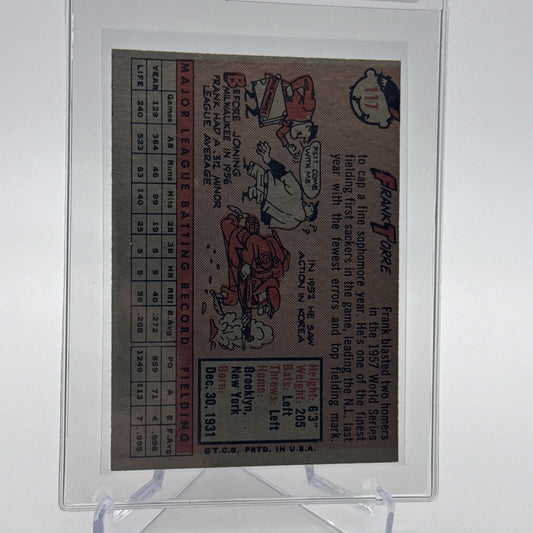 117
FRANK TORRE
Frank blasted two homers
in the 1957 World Series
to cap a fine sophomore year. He's one of the finest
fielding first sackers in the game, leading the N.L. last
year with the fewest errors and top fielding mark.
PSTT COME
WITH ME
BEFORE JOINING
MILWAUKEE IN 1956
FRANK HAD A .312 MINOR
LEAGUE AVERAGE
IN 1952 HE SAW
ACTION IN KOREA
Height: 6'3"
Weight: 205
Bats: Left
Throws: Left
Home:
Brooklyn,
New York
Born:
Dec. 30, 1931
MAJOR LEAGUE BATTING RECORD FIELDING
Games AB Runs Hits 2B 3B HR RBI B.Avg PO A E F.Avg
YEAR 129 364 46 99 19 5 5 40 .272 859 71 4 .996
LIFE 240 523 63 140 25 5 5 56 .268 1249 113 7 .995
©T.C.G. PRTD. IN U.S.A.